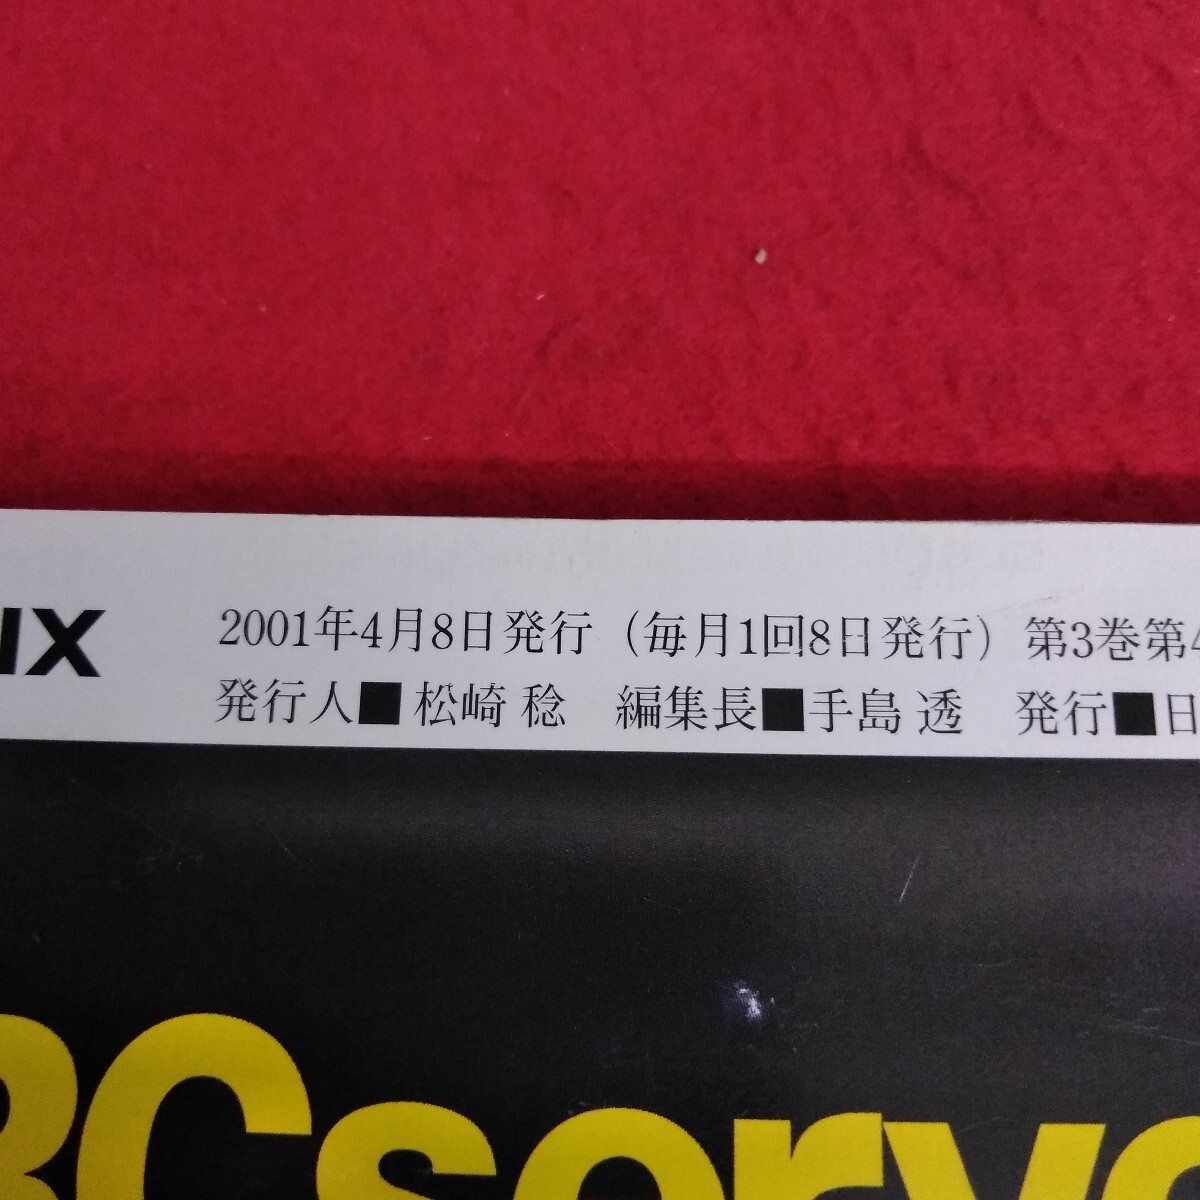 IX
2001年4月8日発行（毎月1回8日発行）第3巻第4
発行人■松崎 稔　編集長■手島 透　発行■日